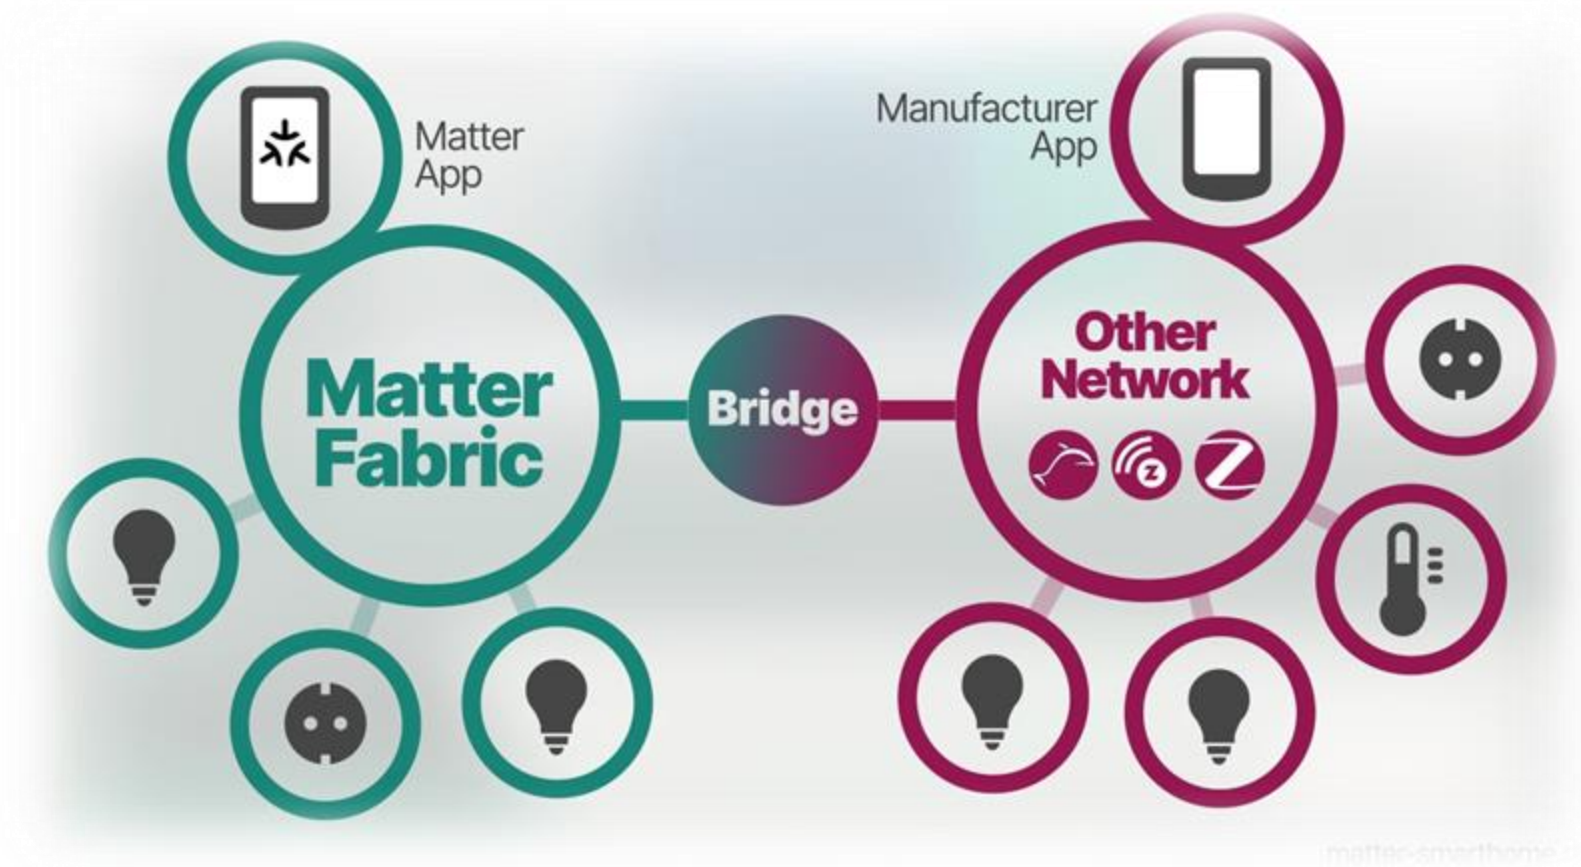 Matter
App
Manufacturer
App
Matter
Fabric
Bridge
Other
Network
z
Z